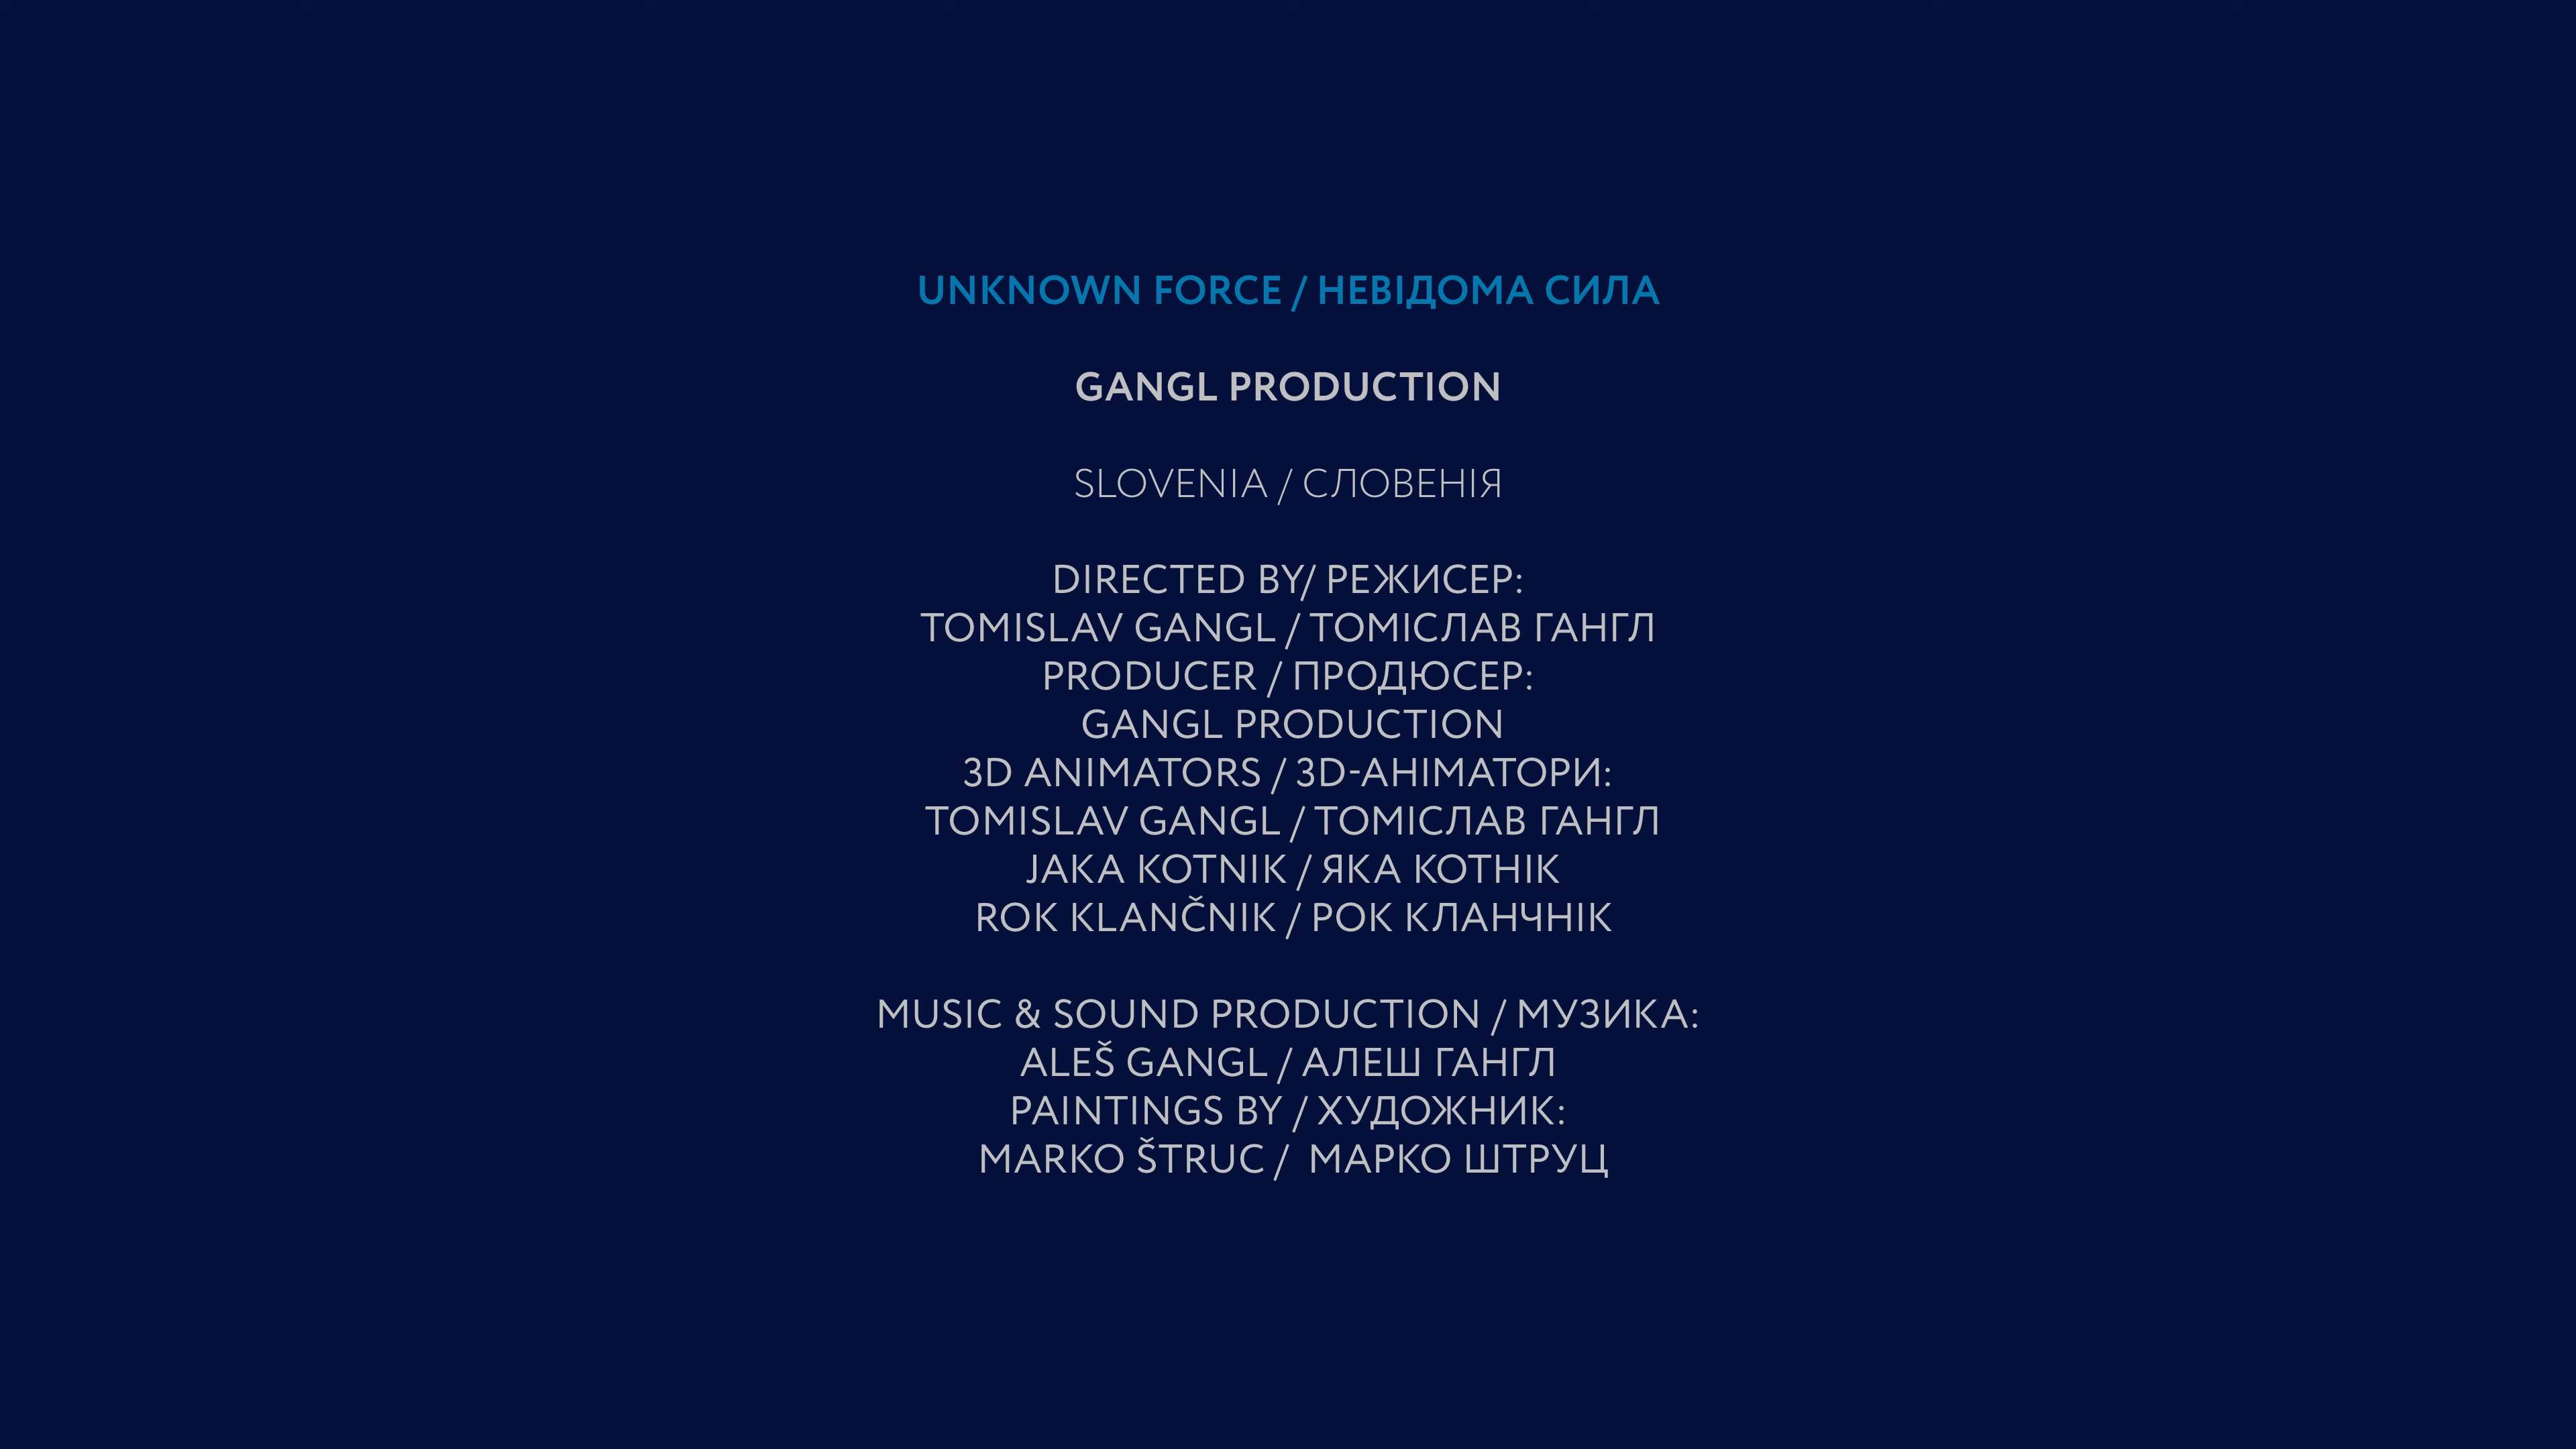 UNKNOWN FORCE / НЕВІДОМА СИЛА
GANGL PRODUCTION
SLOVENIA / СЛОВЕНІЯ
DIRECTED BY/ РЕЖИСЕР:
TOMISLAV GANGL / ТОМІСЛАВ ГАНГЛ
PRODUCER / ПРОДЮСЕР:
GANGL PRODUCTION
3D ANIMATORS / 3D-АНІМАТОРИ:
TOMISLAV GANGL / ТОМІСЛАВ ГАНГЛ
JAKA KOTNIK / ЯКА КОТНІК
ROK KLANČNIK / РОК КЛАНЧНІК
MUSIC & SOUND PRODUCTION / МУЗИКА:
ALEŠ GANGL / АЛЕШ ГАНГЛ
PAINTINGS BY / ХУДОЖНИК:
MARKO ŠTRUC /  МАРКО ШТРУЦ